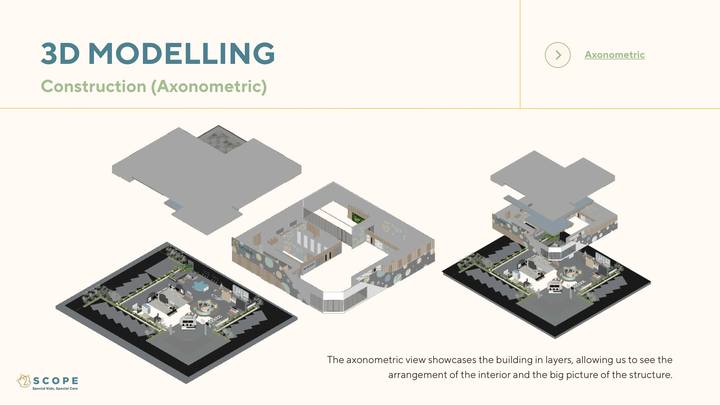 3D MODELLING
Construction (Axonometric)
Axonometric
The axonometric view showcases the building in layers, allowing us to see the
arrangement of the interior and the big picture of the structure.
SCOPE
Special Kids, Special Care